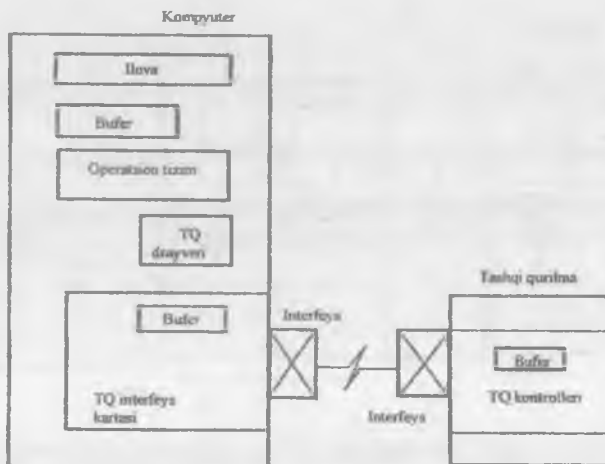 Kompyuter
Ilova
Bufer
Operatsion tizim
TQ
drayveri
Bufer
TQ interfeys
kartasi
Interfeys
Interfeys
Tashqi qurilma
Bufer
TQ kontrolleri